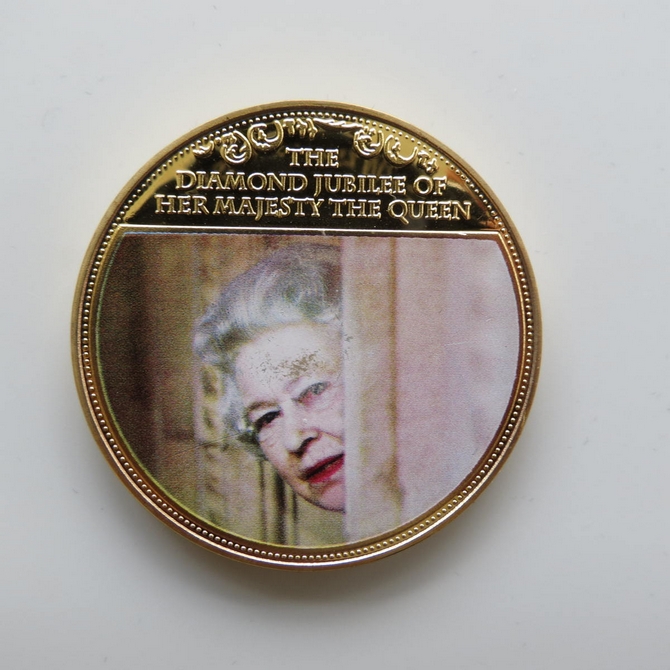 THE
DIAMOND JUBILEE OF
HER MAJESTY THE QUEEN